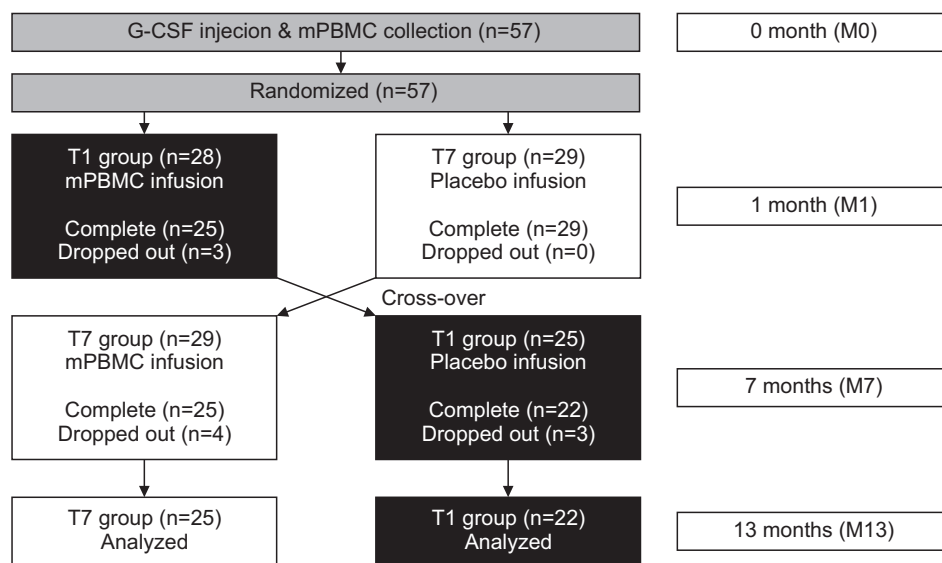 G-CSF injecion & mPBMC collection (n=57)
0 month (M0)
Randomized (n=57)
T1 group (n=28)
mPBMC infusion
Complete (n=25)
Dropped out (n=3)
T7 group (n=29)
Placebo infusion
Complete (n=29)
Dropped out (n=0)
1 month (M1)
Cross-over
T7 group (n=29)
mPBMC infusion
Complete (n=25)
Dropped out (n=4)
T1 group (n=25)
Placebo infusion
Complete (n=22)
Dropped out (n=3)
7 months (M7)
T7 group (n=25)
Analyzed
T1 group (n=22)
Analyzed
13 months (M13)